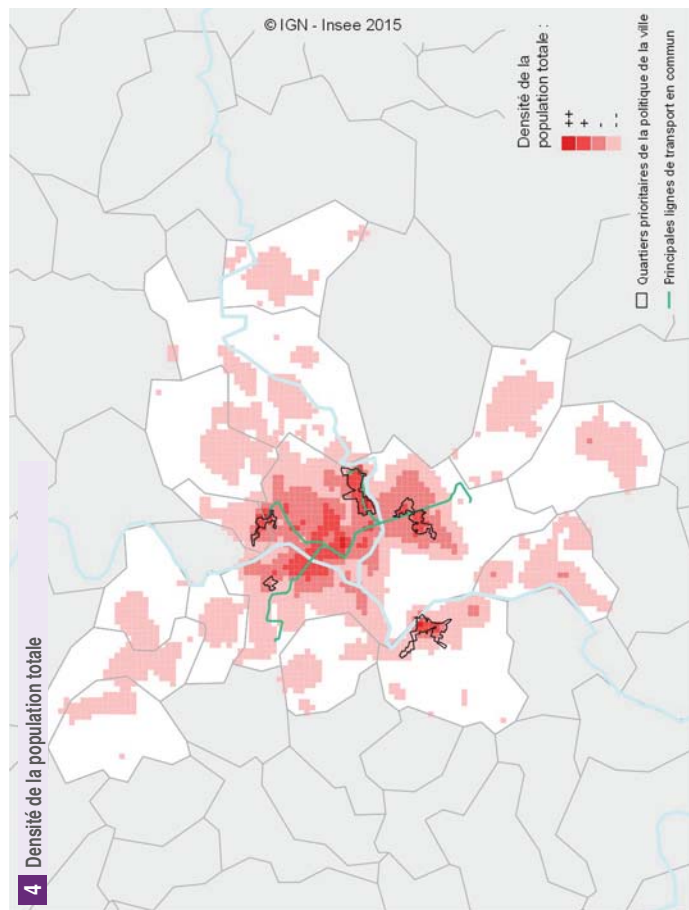 4 Densité de la population totale
© IGN - Insee 2015
Densité de la
population totale :
++
+
-
--
Quartiers prioritaires de la politique de la ville
Principales lignes de transport en commun